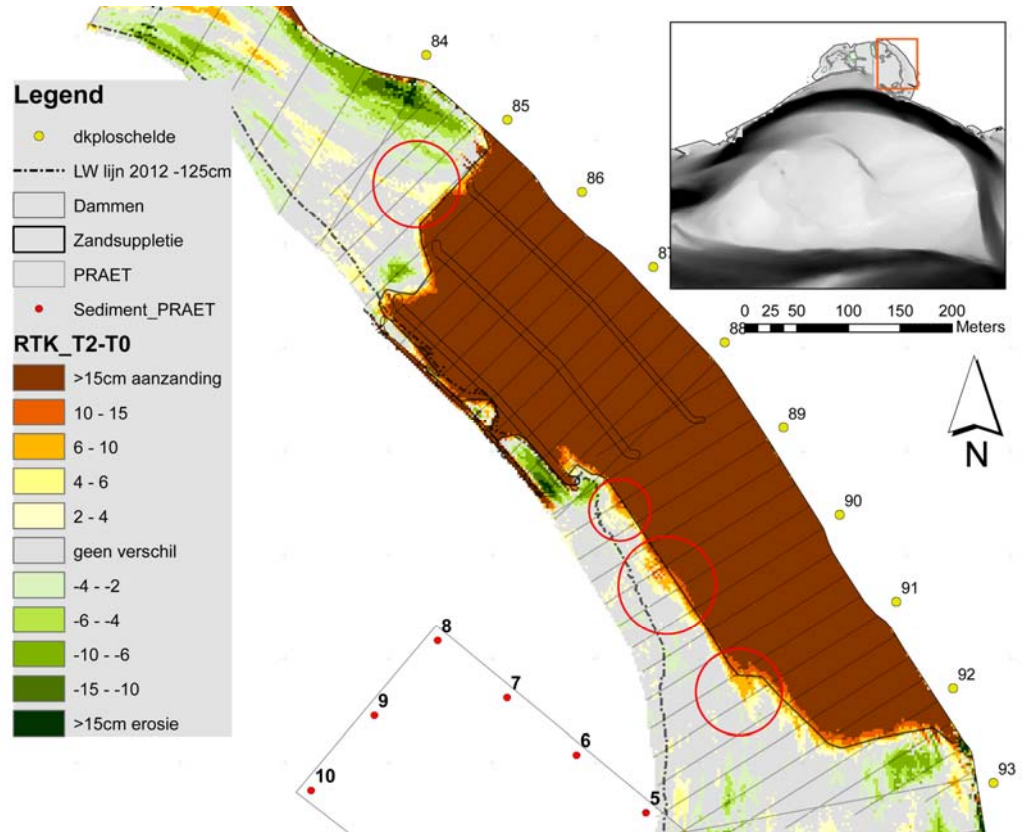 Legend
dkploschelde
LW lijn 2012 -125cm
Dammen
Zandsuppletie
PRAET
Sediment_PRAET
RTK_T2-T0
>15cm aanzanding
10 - 15
6 - 10
4 - 6
2 - 4
geen verschil
-4 - -2
-6 - -4
-10 - -6
-15 - -10
>15cm erosie
84
85
86
87
88
89
90
91
92
93
0 25 50 100 150 200
Meters
N
8
7
9
6
10
5